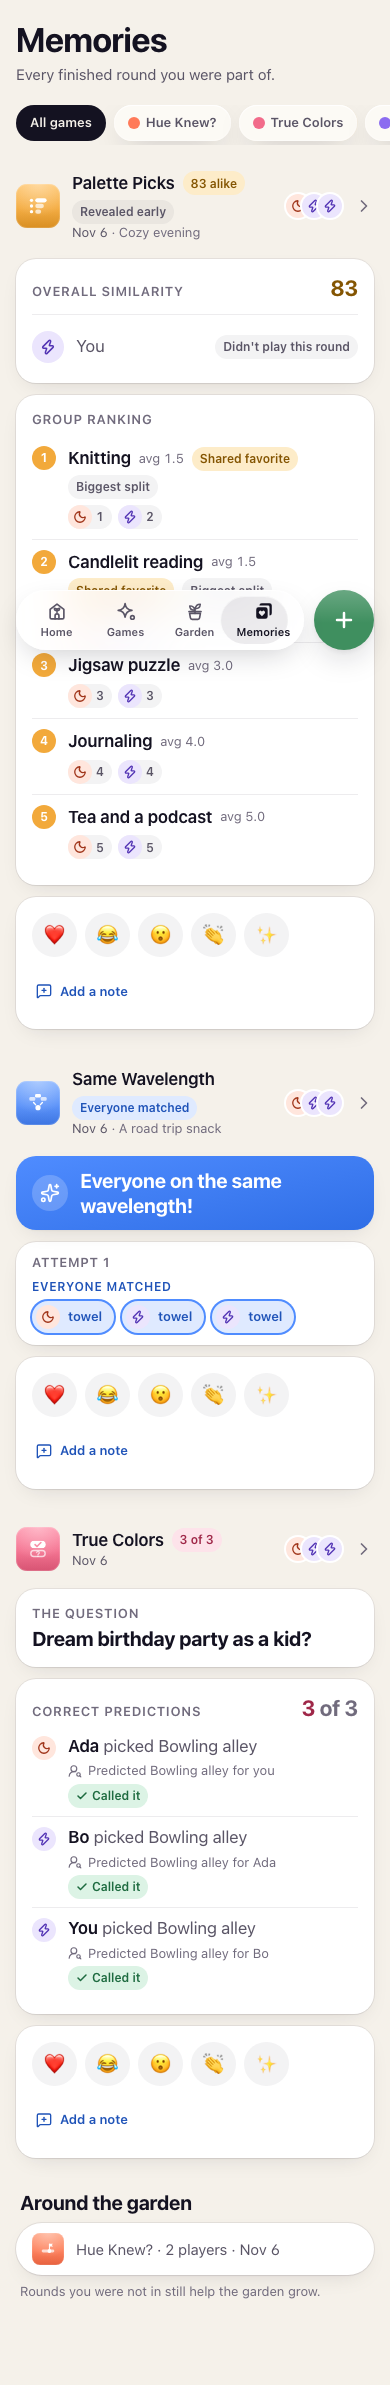 Memories
Every finished round you were part of.
All games
Hue Knew?
True Colors
Palette Picks
83 alike
Revealed early
Nov 6 · Cozy evening
OVERALL SIMILARITY
83
You
Didn't play this round
GROUP RANKING
1
Knitting
avg 1.5
Shared favorite
Biggest split
1
2
2
Candlelit reading
avg 1.5
Shared favorite
Biggest split
Home
Games
Garden
Memories
3
Jigsaw puzzle
avg 3.0
3
3
4
Journaling
avg 4.0
4
4
5
Tea and a podcast
avg 5.0
5
5
Add a note
Same Wavelength
Everyone matched
Nov 6 · A road trip snack
Everyone on the same
wavelength!
ATTEMPT 1
EVERYONE MATCHED
towel
towel
towel
Add a note
True Colors
3 of 3
Nov 6
THE QUESTION
Dream birthday party as a kid?
CORRECT PREDICTIONS
3 of 3
Ada picked Bowling alley
Predicted Bowling alley for you
Called it
Bo picked Bowling alley
Predicted Bowling alley for Ada
Called it
You picked Bowling alley
Predicted Bowling alley for Bo
Called it
Add a note
Around the garden
Hue Knew? · 2 players · Nov 6
Rounds you were not in still help the garden grow.